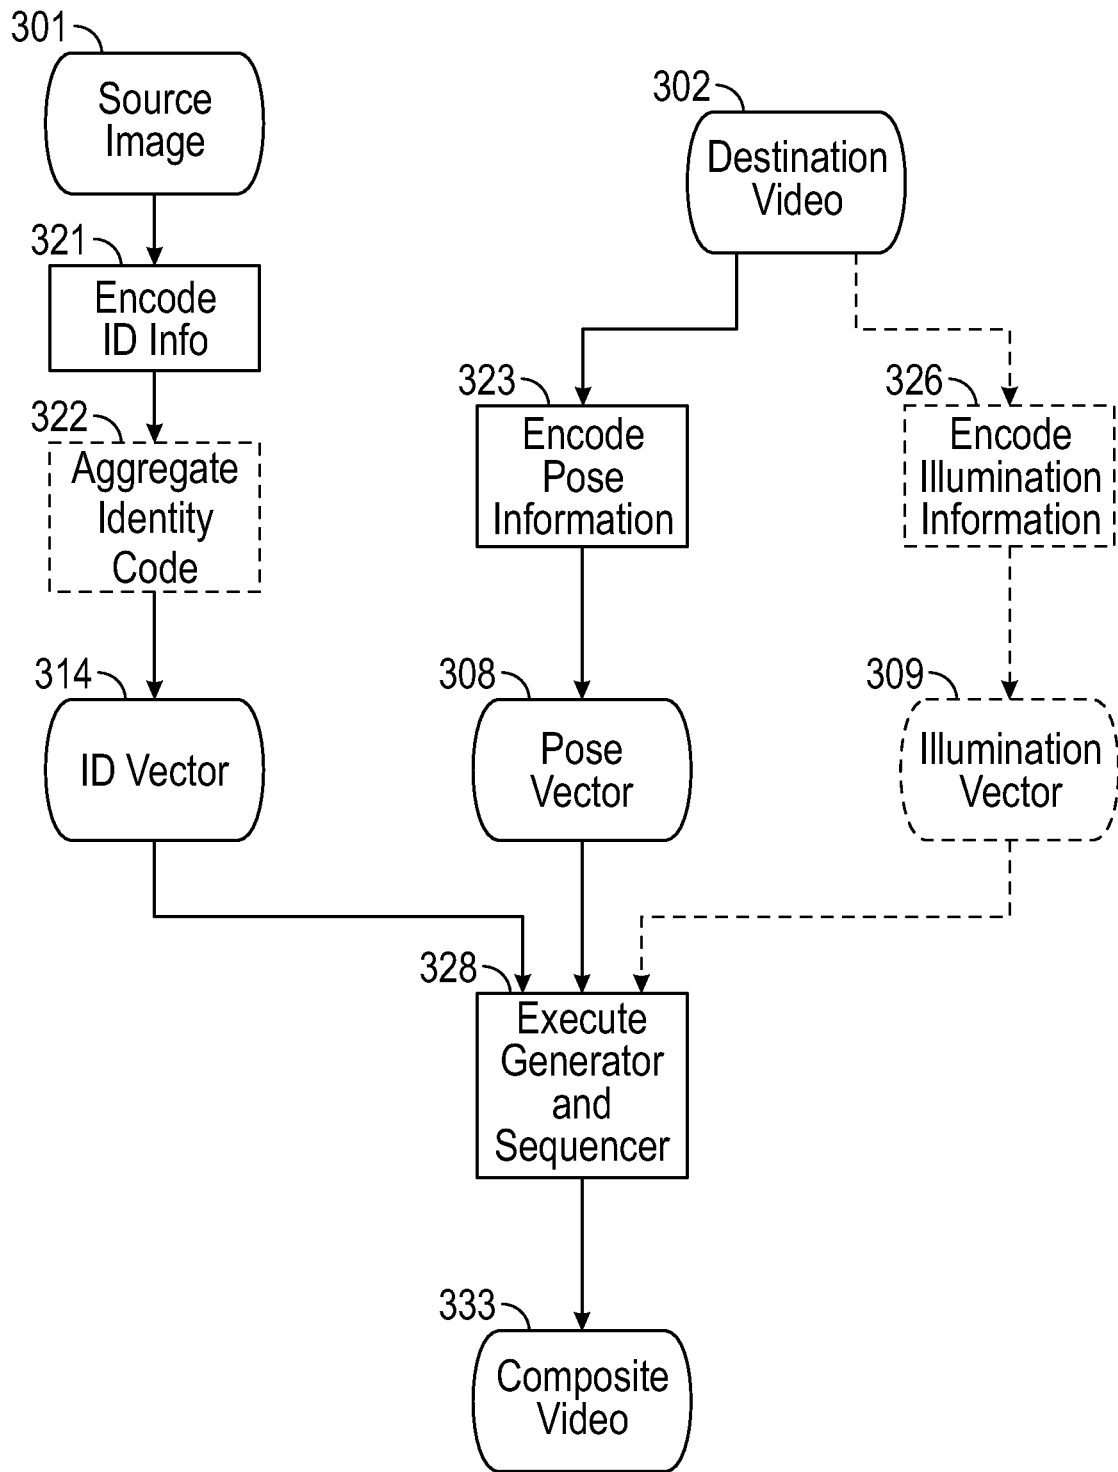 301
Source
Image
302
Destination
Video
321
Encode
ID Info
322
Aggregate
Identity
Code
323
Encode
Pose
Information
326
Encode
Illumination
Information
314
ID Vector
308
Pose
Vector
309
Illumination
Vector
328
Execute
Generator
and
Sequencer
333
Composite
Video